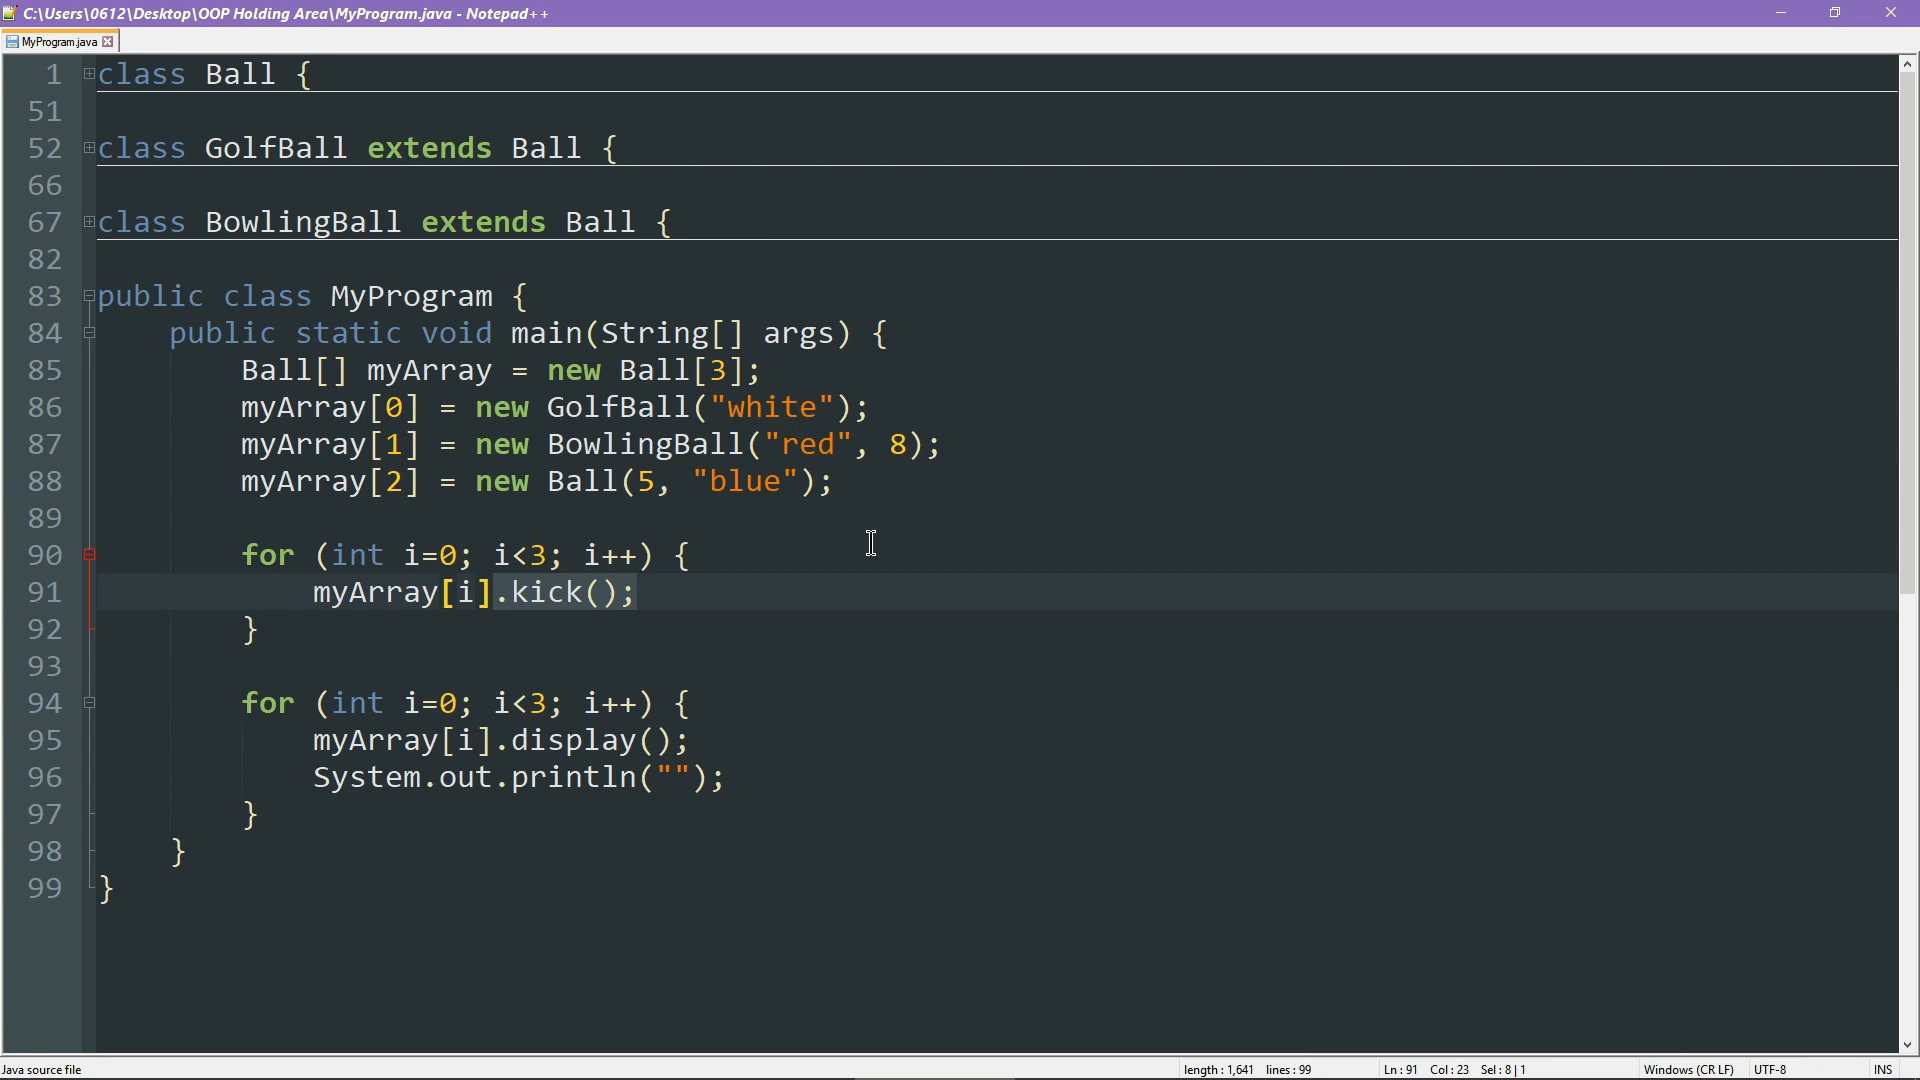 C:\Users\0612\Desktop\OOP Holding Area\MyProgram.java - Notepad++
MyProgram.java
1 class Ball {
51
52 class GolfBall extends Ball {
66
67 class BowlingBall extends Ball {
82
83 public class MyProgram {
84 public static void main(String[] args) {
85 Ball[] myArray = new Ball[3];
86 myArray[0] = new GolfBall("white");
87 myArray[1] = new BowlingBall("red", 8);
88 myArray[2] = new Ball(5, "blue");
89
90 for (int i=0; i<3; i++) {
91 myArray[i].kick();
92 }
93
94 for (int i=0; i<3; i++) {
95 myArray[i].display();
96 System.out.println("");
97 }
98 }
99 }
Java source file length : 1,641 lines : 99 Ln : 91 Col : 23 Sel : 8 | 1 Windows (CR LF) UTF-8 INS